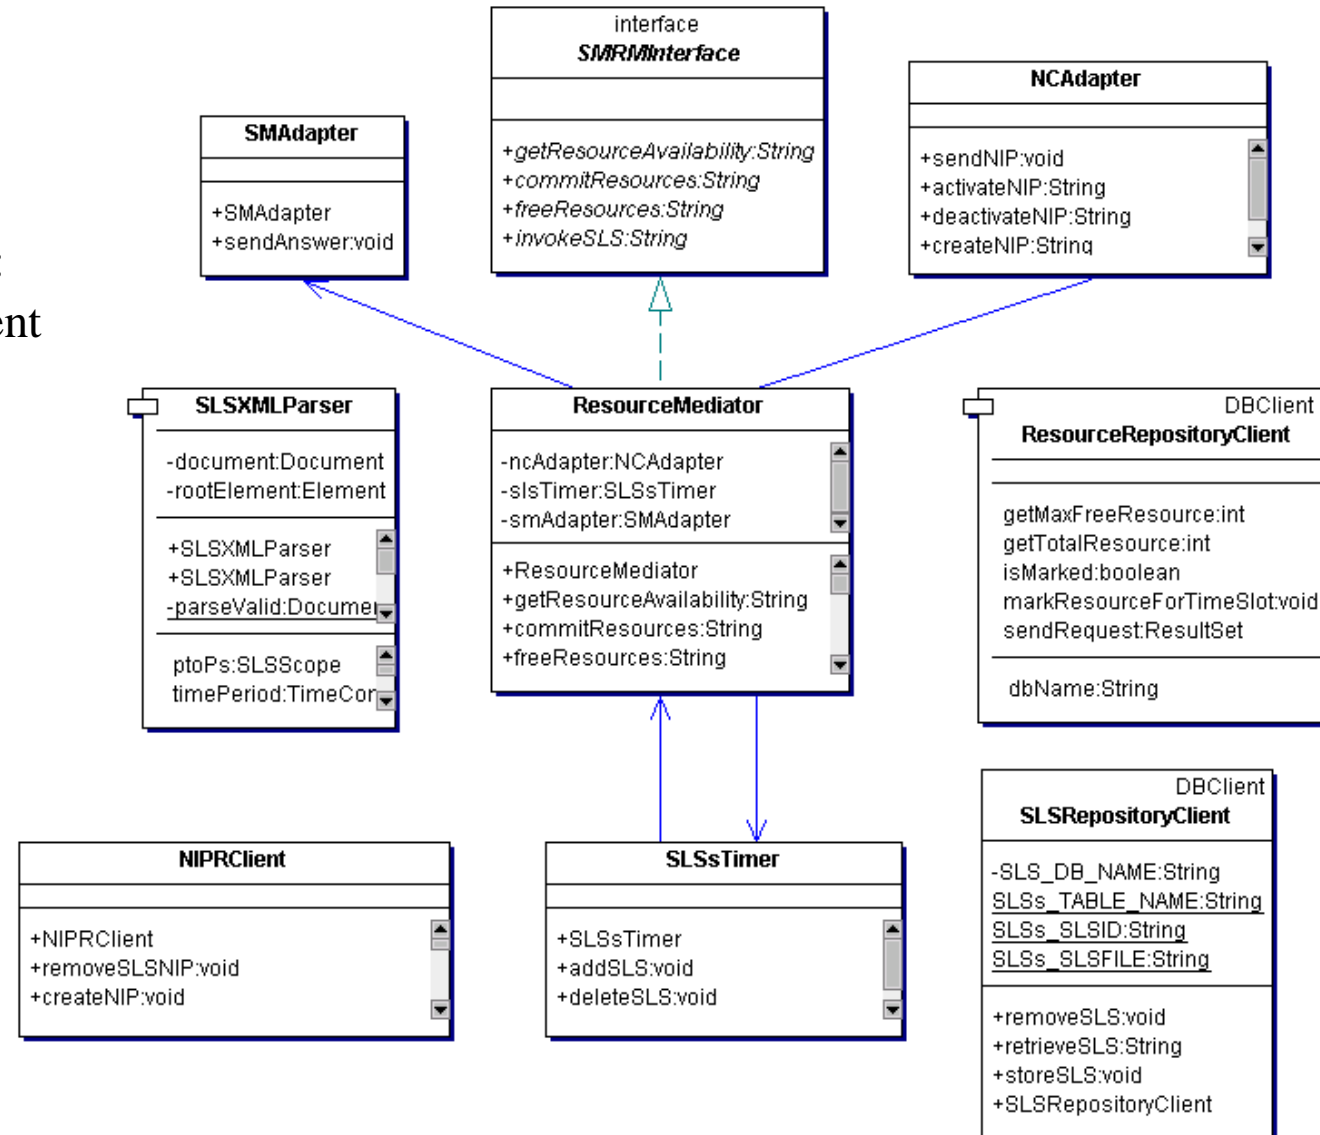 interface
SMRMInterface
+getResourceAvailability:String
+commitResources:String
+freeResources:String
+invokeSLS:String
NCAdapter
+sendNIP:void
+activateNIP:String
+deactivateNIP:String
+createNIP:String
SMAdapter
+SMAdapter
+sendAnswer:void
:
ent
SLSXMLParser
-document:Document
-rootElement:Element
+SLSXMLParser
+SLSXMLParser
-parseValid:Documer
ptoPs:SLSScope
timePeriod:TimeCor
ResourceMediator
-ncAdapter:NCAdapter
-slsTimer:SLSsTimer
-smAdapter:SMAdapter
+ResourceMediator
+getResourceAvailability:String
+commitResources:String
+freeResources:String
DBClient
ResourceRepositoryClient
getMaxFreeResource:int
getTotalResource:int
isMarked:boolean
markResourceForTimeSlot:void
sendRequest:ResultSet
dbName:String
NIPRClient
+NIPRClient
+removeSLSNIP:void
+createNIP:void
SLSsTimer
+SLSsTimer
+addSLS:void
+deleteSLS:void
DBClient
SLSRepositoryClient
-SLS_DB_NAME:String
SLSs_TABLE_NAME:String
SLSs_SLSID:String
SLSs_SLSFILE:String
+removeSLS:void
+retrieveSLS:String
+storeSLS:void
+SLSRepositoryClient